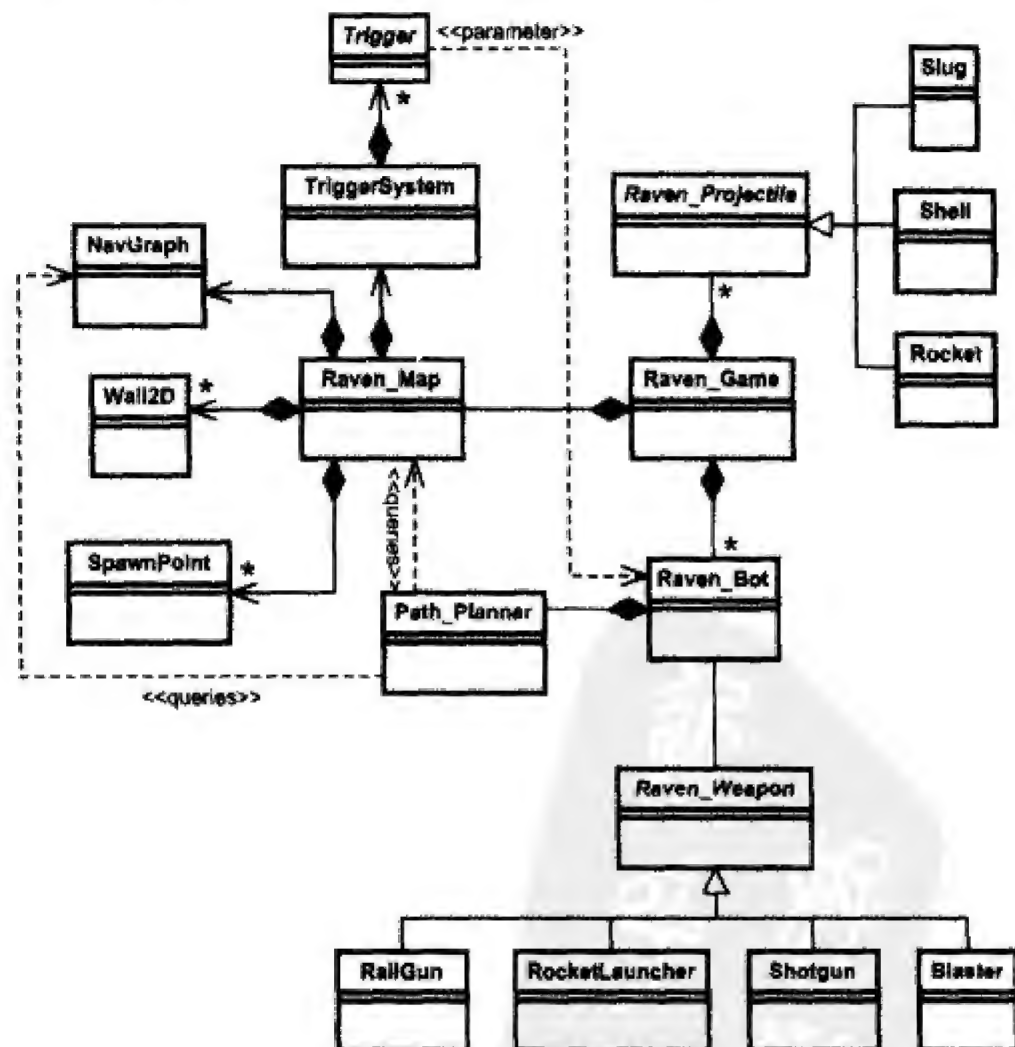 Trigger
<<parameter>>
Slug
TriggerSystem
Raven_Projectile
Shell
NavGraph
*
*
Rocket
Wall2D
*
Raven_Map
Raven_Game
<<queries>>
SpawnPoint
*
*
Raven_Bot
Path_Planner
<<queries>>
Raven_Weapon
RailGun
RocketLauncher
Shotgun
Blaster